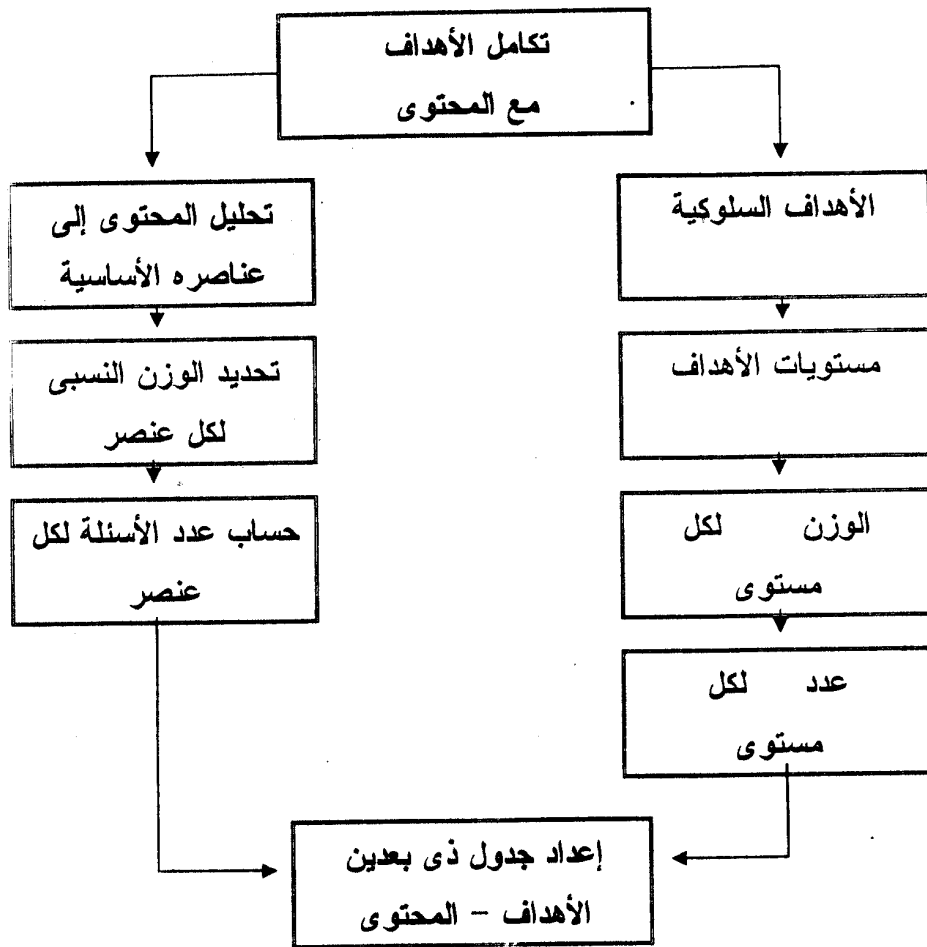 تكامل الأهداف
مع المحتوى
الأهداف السلوكية
مستويات الأهداف
الوزن لكل
مستوى
عدد لكل
مستوى
تحليل المحتوى إلى
عناصره الأساسية
تحديد الوزن النسبى
لكل عنصر
حساب عدد الأسئلة لكل
عنصر
إعداد جدول ذى بعدين
الأهداف – المحتوى